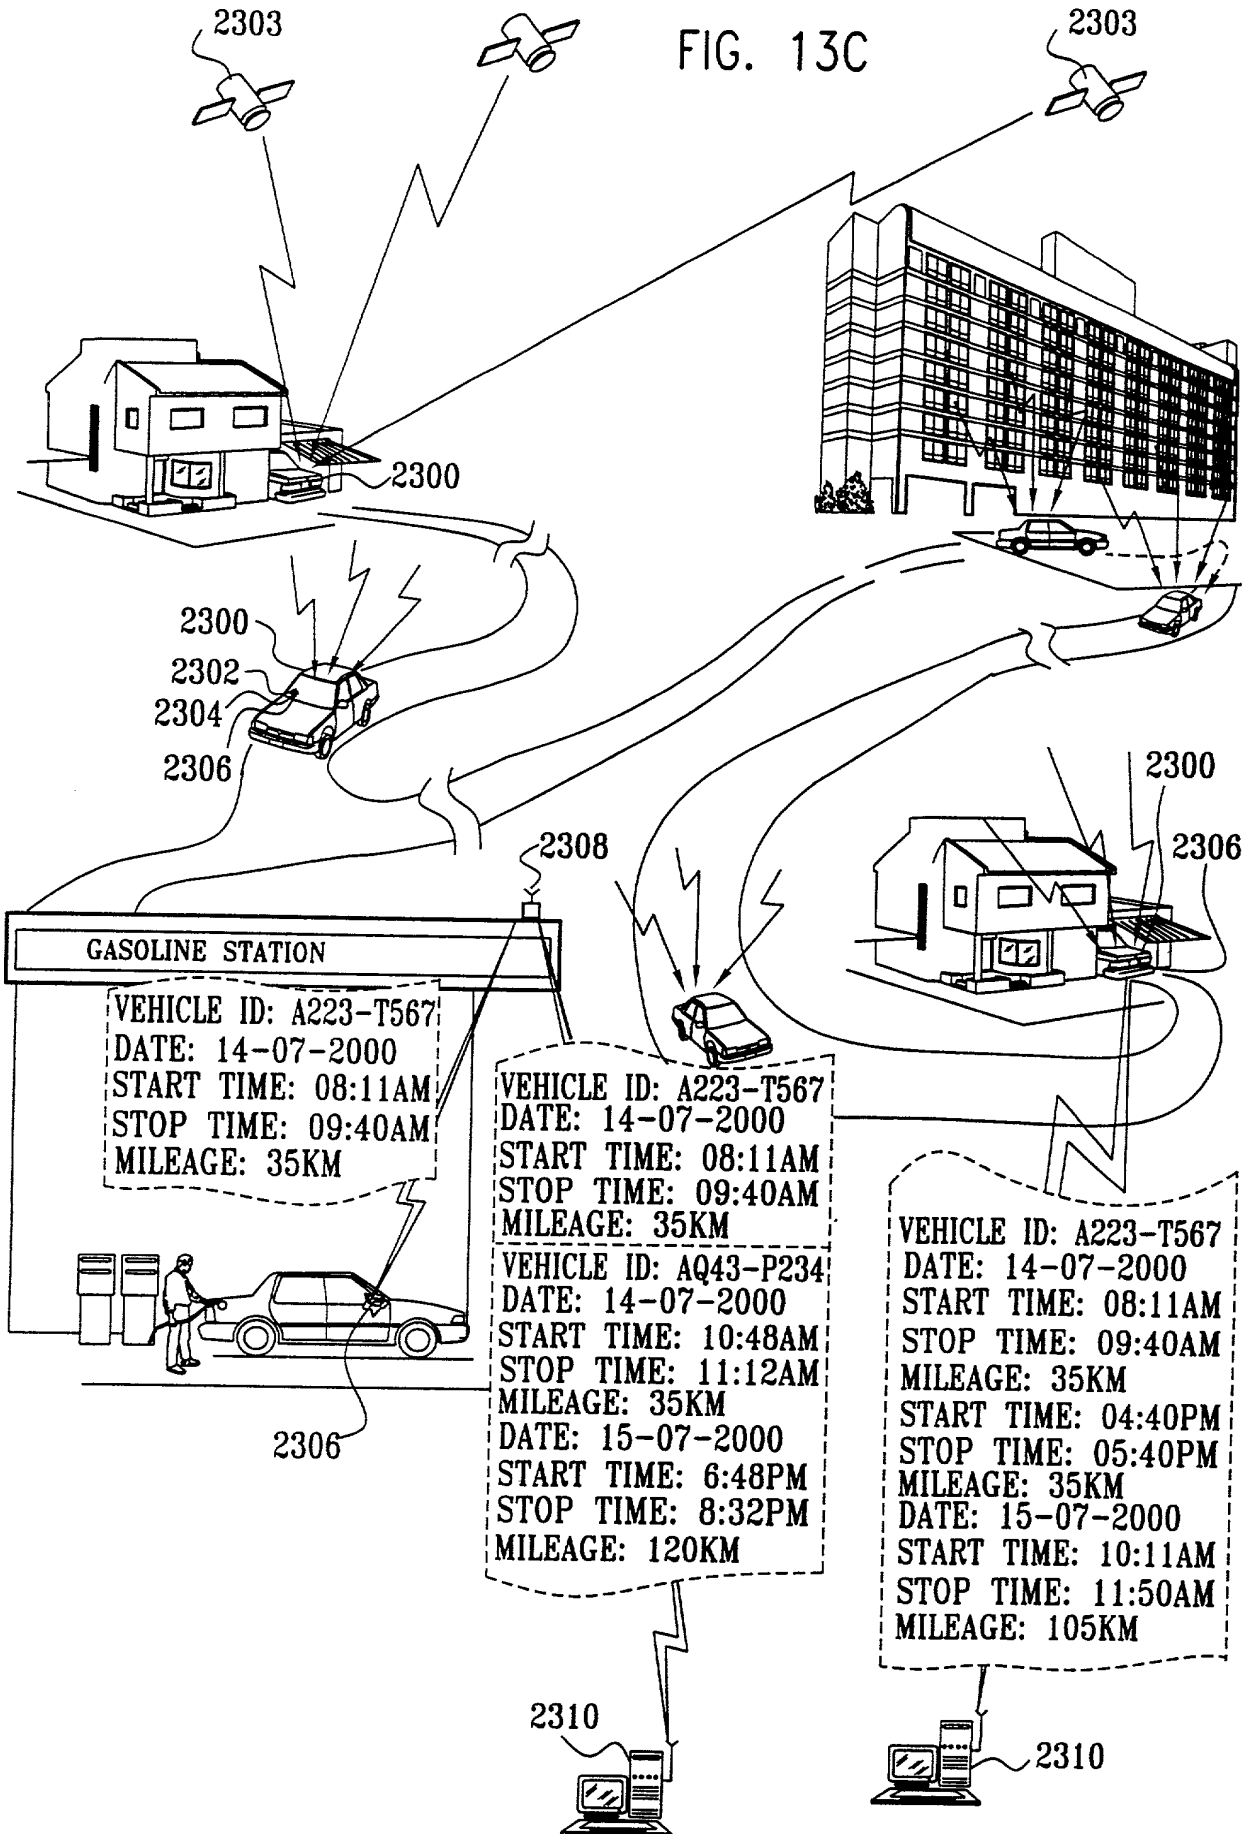 2303
FIG. 13C
2303
2300
2300
2302
2304
2306
2300
2306
2308
GASOLINE STATION
VEHICLE ID: A223-T567
DATE: 14-07-2000
START TIME: 08:11AM
STOP TIME: 09:40AM
MILEAGE: 35KM
2306
VEHICLE ID: A223-T567
DATE: 14-07-2000
START TIME: 08:11AM
STOP TIME: 09:40AM
MILEAGE: 35KM
VEHICLE ID: AQ43-P234
DATE: 14-07-2000
START TIME: 10:48AM
STOP TIME: 11:12AM
MILEAGE: 35KM
DATE: 15-07-2000
START TIME: 6:48PM
STOP TIME: 8:32PM
MILEAGE: 120KM
VEHICLE ID: A223-T567
DATE: 14-07-2000
START TIME: 08:11AM
STOP TIME: 09:40AM
MILEAGE: 35KM
START TIME: 04:40PM
STOP TIME: 05:40PM
MILEAGE: 35KM
DATE: 15-07-2000
START TIME: 10:11AM
STOP TIME: 11:50AM
MILEAGE: 105KM
2310
2310